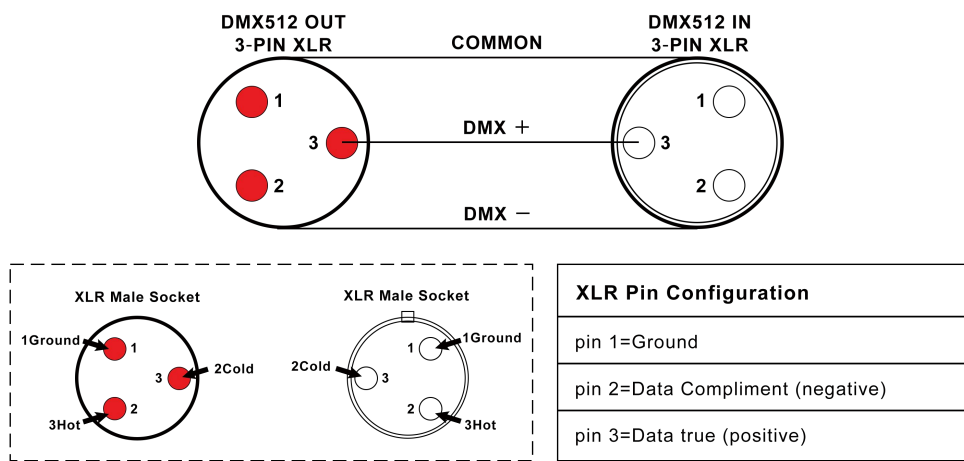 DMX512 OUT
3-PIN XLR
COMMON
DMX512 IN
3-PIN XLR
1
3
2
DMX +
1
3
2
DMX −
XLR Male Socket
1Ground
1
3
2Cold
2
3Hot
XLR Male Socket
1Ground
1
2Cold
3
2
3Hot
XLR Pin Configuration
pin 1=Ground
pin 2=Data Compliment (negative)
pin 3=Data true (positive)